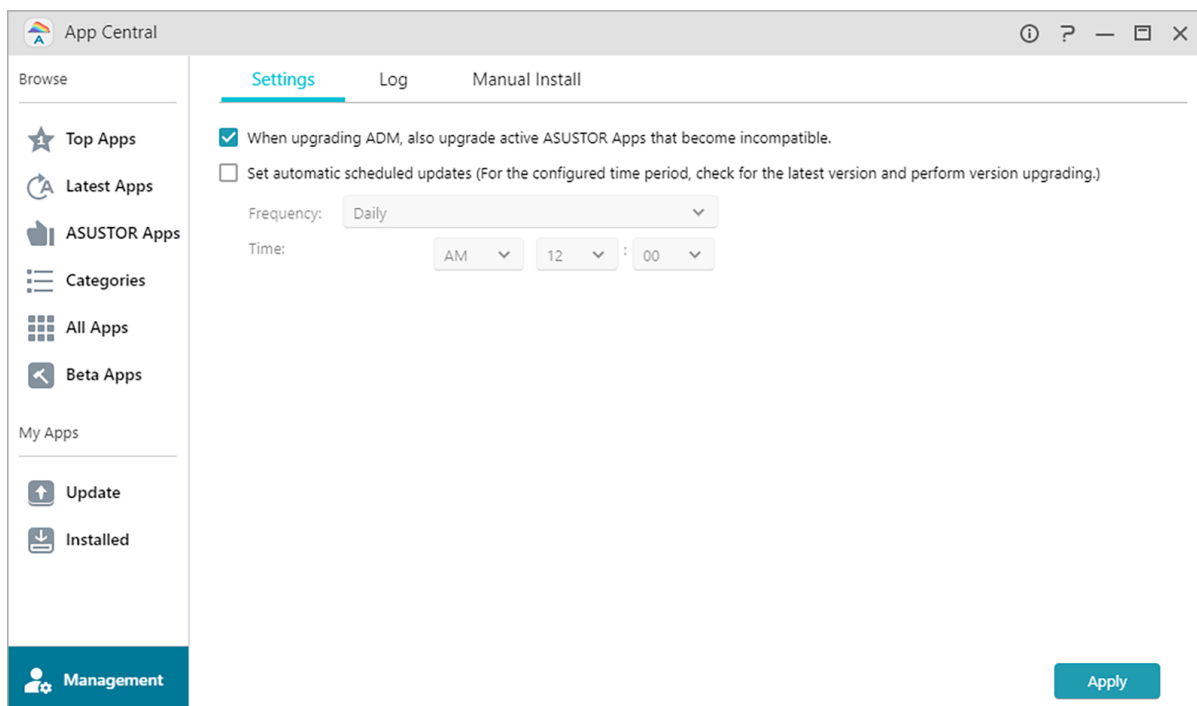 App Central
Browse
Top Apps
Latest Apps
ASUSTOR Apps
Categories
All Apps
Beta Apps
My Apps
Update
Installed
Management
Settings Log Manual Install
When upgrading ADM, also upgrade active ASUSTOR Apps that become incompatible.
Set automatic scheduled updates (For the configured time period, check for the latest version and perform version upgrading.)
Frequency: Daily
Time: AM 12 : 00
Apply